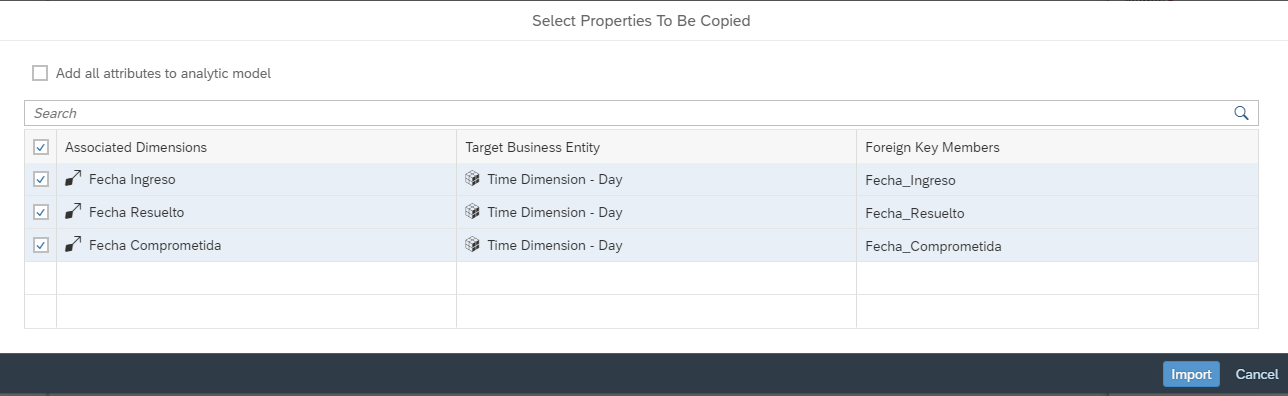 Select Properties To Be Copied
Add all attributes to analytic model
Search
Associated Dimensions Target Business Entity Foreign Key Members
Fecha Ingreso Time Dimension - Day Fecha_Ingreso
Fecha Resuelto Time Dimension - Day Fecha_Resuelto
Fecha Comprometida Time Dimension - Day Fecha_Comprometida
Import Cancel